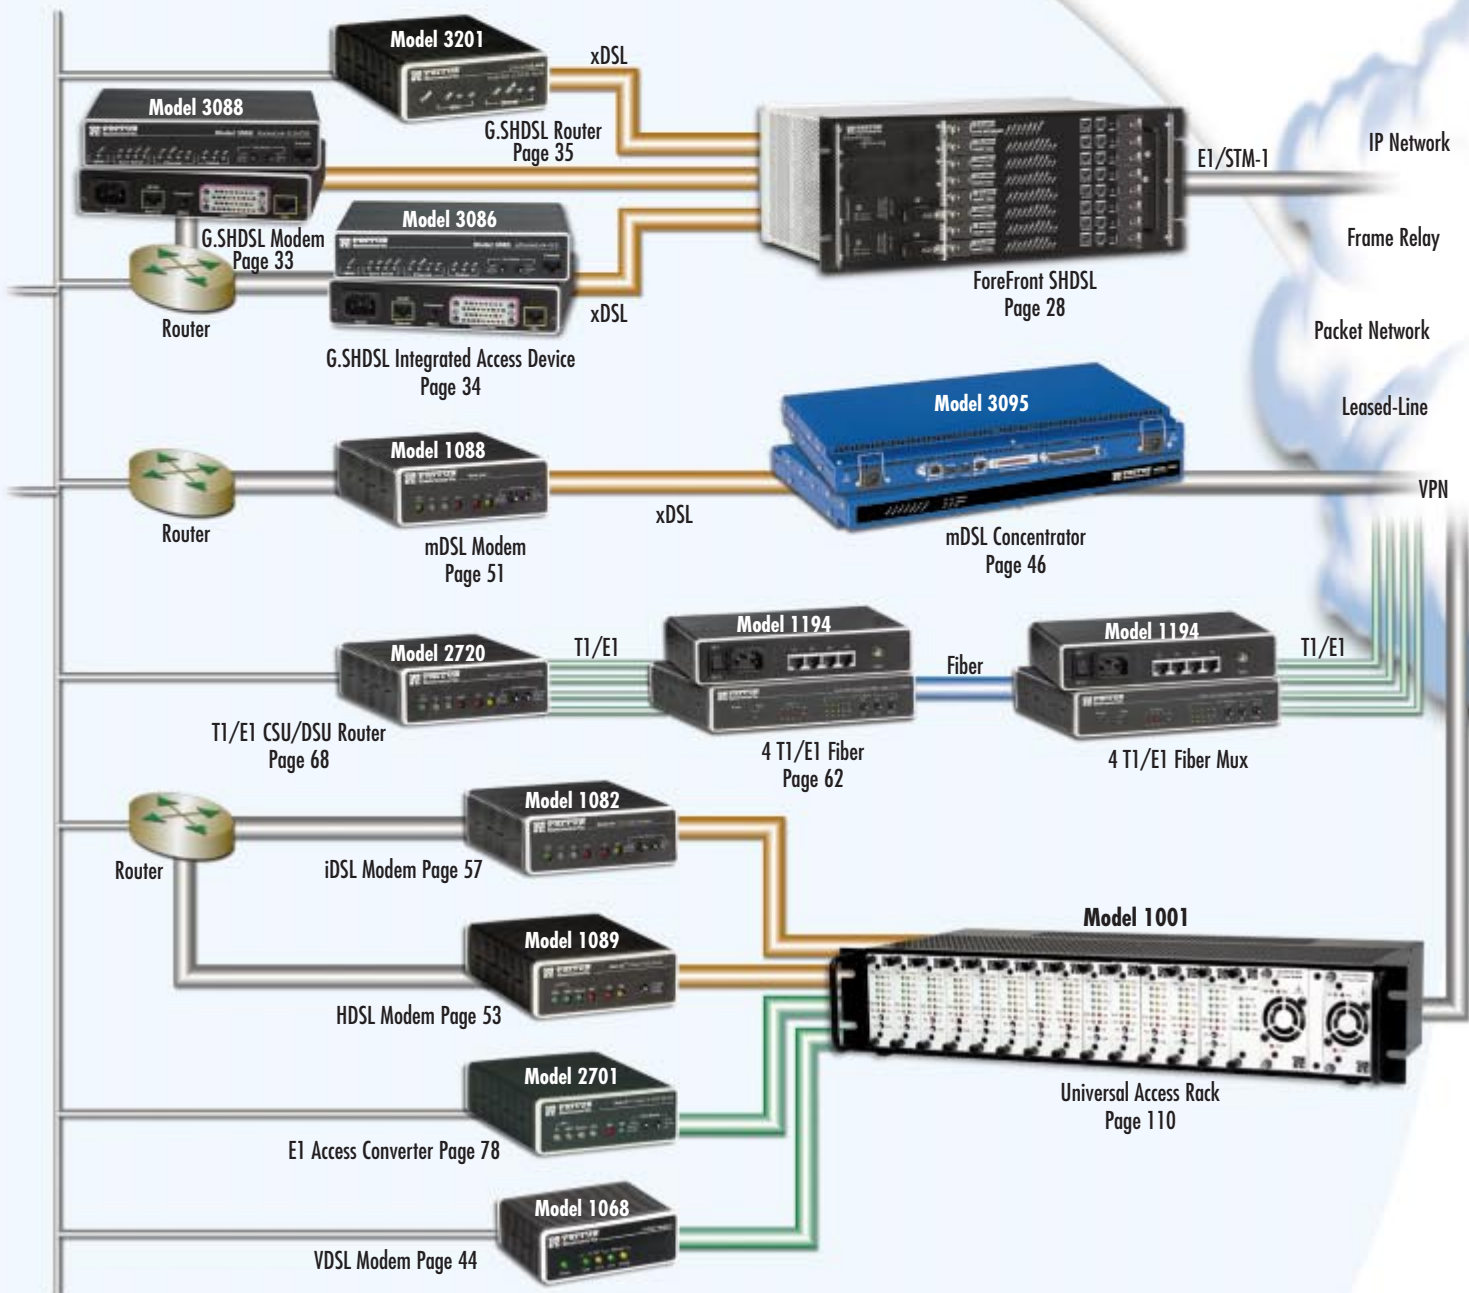 Model 3201
xDSL
G.SHDSL Router
Page 35
Model 3088
G.SHDSL Modem
Page 33
Model 3086
xDSL
Router
G.SHDSL Integrated Access Device
Page 34
ForeFront SHDSL
Page 28
E1/STM-1
IP Network
Frame Relay
Packet Network
Leased-Line
VPN
Model 1088
Router
mDSL Modem
Page 51
xDSL
Model 3095
mDSL Concentrator
Page 46
Model 2720
T1/E1 CSU/DSU Router
Page 68
T1/E1
Model 1194
4 T1/E1 Fiber
Page 62
Fiber
Model 1194
4 T1/E1 Fiber Mux
T1/E1
Router
Model 1082
iDSL Modem Page 57
Model 1089
HDSL Modem Page 53
Model 1001
Universal Access Rack
Page 110
Model 2701
E1 Access Converter Page 78
Model 1068
VDSL Modem Page 44